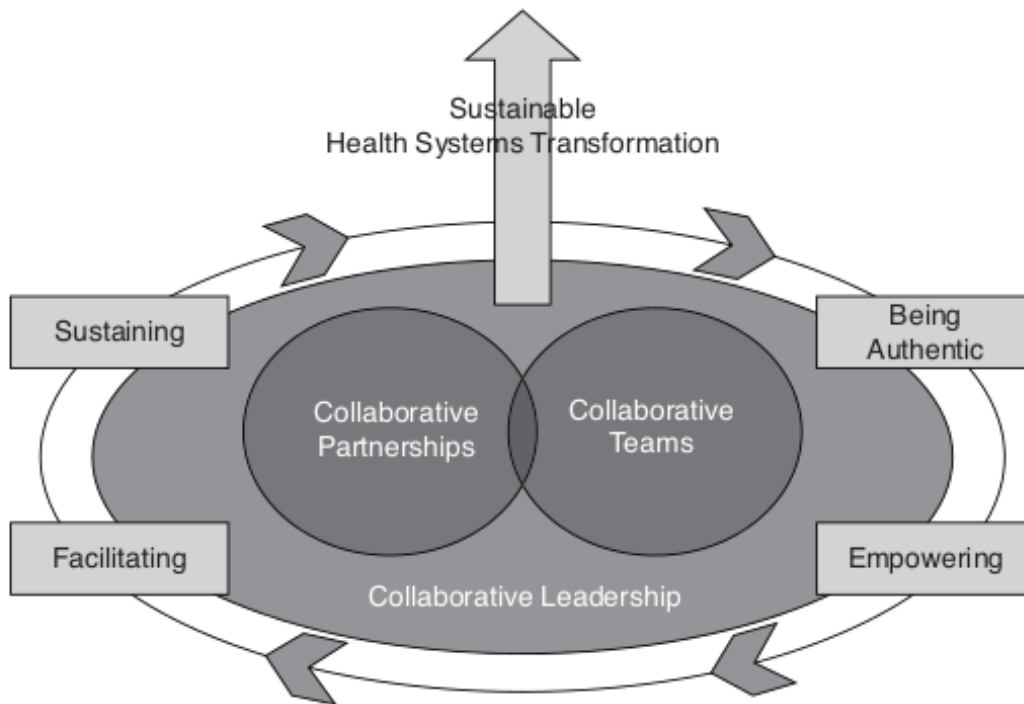 Sustainable
Health Systems Transformation
Sustaining
Being
Authentic
Collaborative
Partnerships
Collaborative
Teams
Facilitating
Empowering
Collaborative Leadership